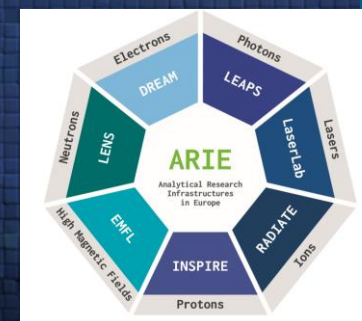 ARIE
Analytical Research
Infrastructures
in Europe
Electrons
DREAM
Photons
LEAPS
Lasers
LaserLab
Ions
RADIATE
Protons
INSPIRE
High Magnetic Fields
EMFL
Neutrons
LENS